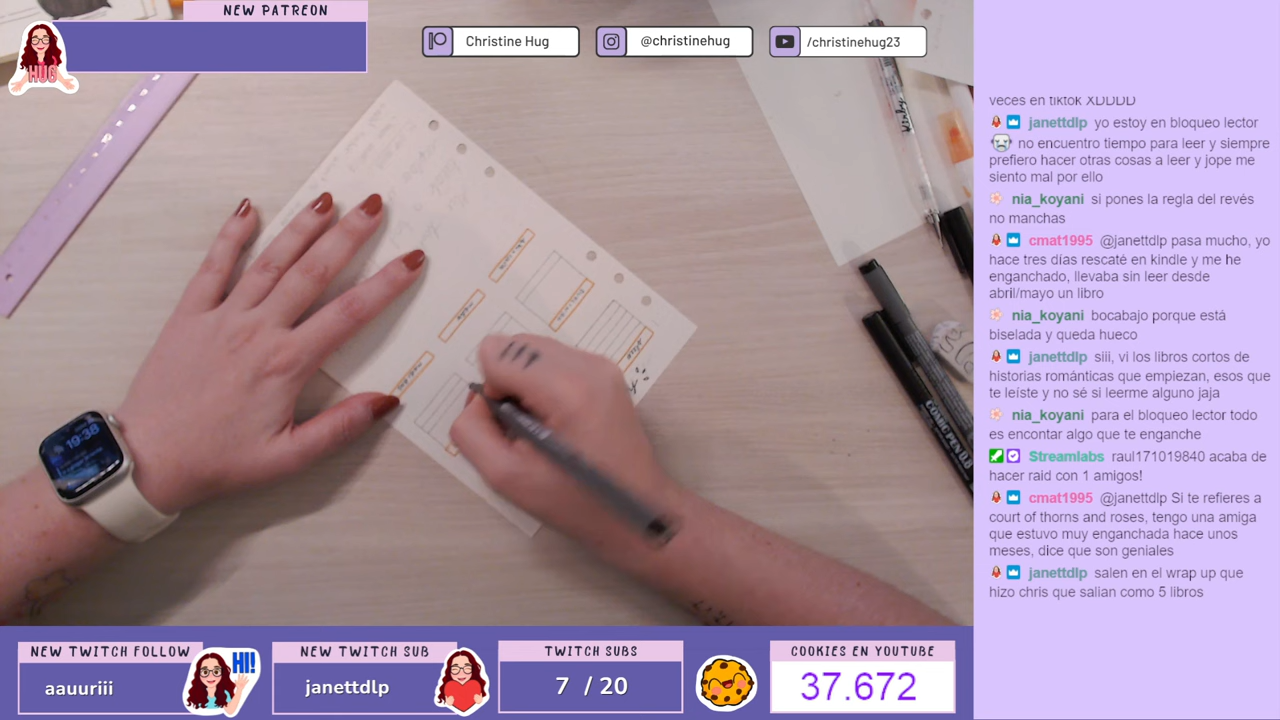 NEW PATREON
HUG
Christine Hug
@christinehug
/christinehug23
19:38
COMIC PEN 0.8
veces en tiktok XDDDD
janettdlp yo estoy en bloqueo lector
no encuentro tiempo para leer y siempre
prefiero hacer otras cosas a leer y jope me
siento mal por ello
nia_koyani si pones la regla del revès
no manchas
cmat1995 @janettdlp pasa mucho, yo
hace tres días rescaté en kindle y me he
enganchado, llevaba sin leer desde
abril/mayo un libro
nia_koyani bocabajo porque está
biselada y queda hueco
janettdlp siii, vi los libros cortos de
historias románticas que empiezan, esos que
te leíste y no sé si leerme alguno jaja
nia_koyani para el bloqueo lector todo
es encontar algo que te enganche
Streamlabs raul171019840 acaba de
hacer raid con 1 amigos!
cmat1995 @janettdlp Si te refieres a
court of thorns and roses, tengo una amiga
que estuvo muy enganchada hace unos
meses, dice que son geniales
janettdlp salen en el wrap up que
hizo chris que salian como 5 libros
NEW TWITCH FOLLOW
aauuriii
HI!
NEW TWITCH SUB
janettdlp
TWITCH SUBS
7 / 20
COOKIES EN YOUTUBE
37.672